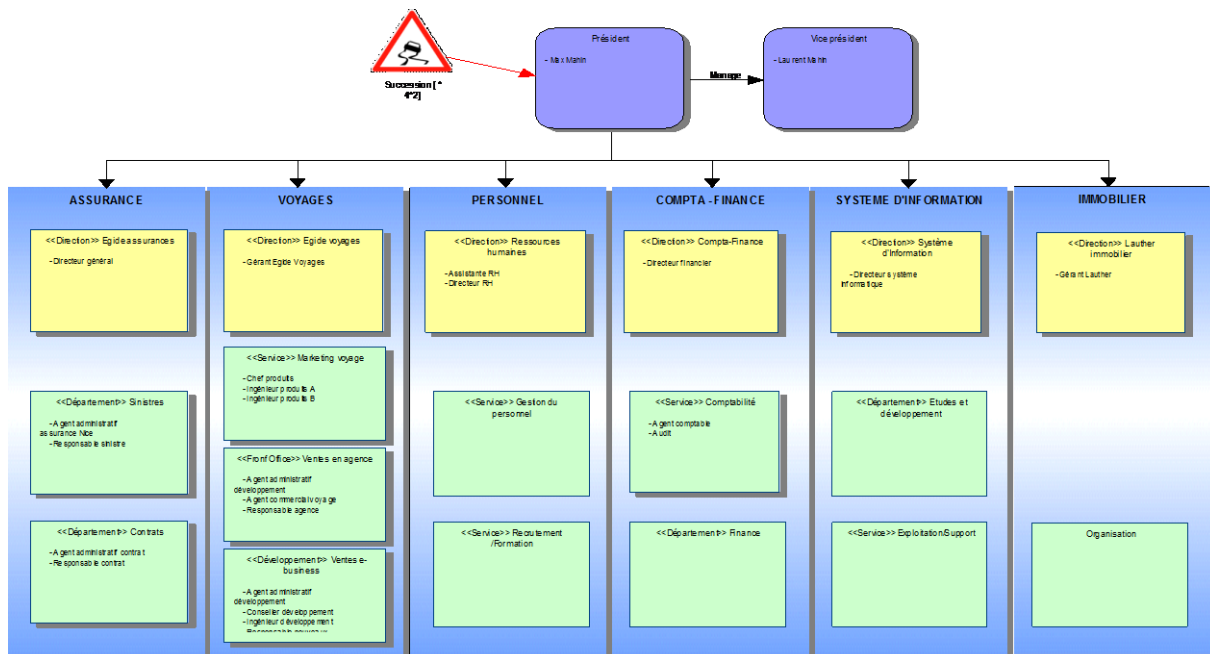 Président
- Max Mahin
Vice président
- Laurent Mahin
Manage
Succession [ *
4*2]
ASSURANCE
<<Direction>> Egide assurances
- Directeur général
<<Département>> Sinistres
- Agent administratif
assurance Nice
- Responsable sinistre
<<Département>> Contrats
- Agent administratif contrat
- Responsable contrat
VOYAGES
<<Direction>> Egide voyages
- Gérant Egide Voyages
<<Service>> Marketing voyage
- Chef produits
- Ingénieur produits A
- Ingénieur produits B
<<Front Office>> Ventes en agence
- Agent administratif
développement
- Agent commercial voyage
- Responsable agence
<<Développement>> Ventes e-
business
- Agent administratif
développement
- Conseiller développement
- Ingénieur développement
- Responsable nouveaux
PERSONNEL
<<Direction>> Ressources
humaines
- Assistante RH
- Directeur RH
<<Service>> Gestion du
personnel
<<Service>> Recrutement
/Formation
COMPTA - FINANCE
<<Direction>> Compta-Finance
- Directeur financier
<<Service>> Comptabilité
- Agent comptable
- Audit
<<Département>> Finance
SYSTEME D'INFORMATION
<<Direction>> Système
d'Information
- Directeur système
informatique
<<Département>> Etudes et
développement
<<Service>> Exploitation/Support
IMMOBILIER
<<Direction>> Lauther
immobilier
- Gérant Lauther
Organisation